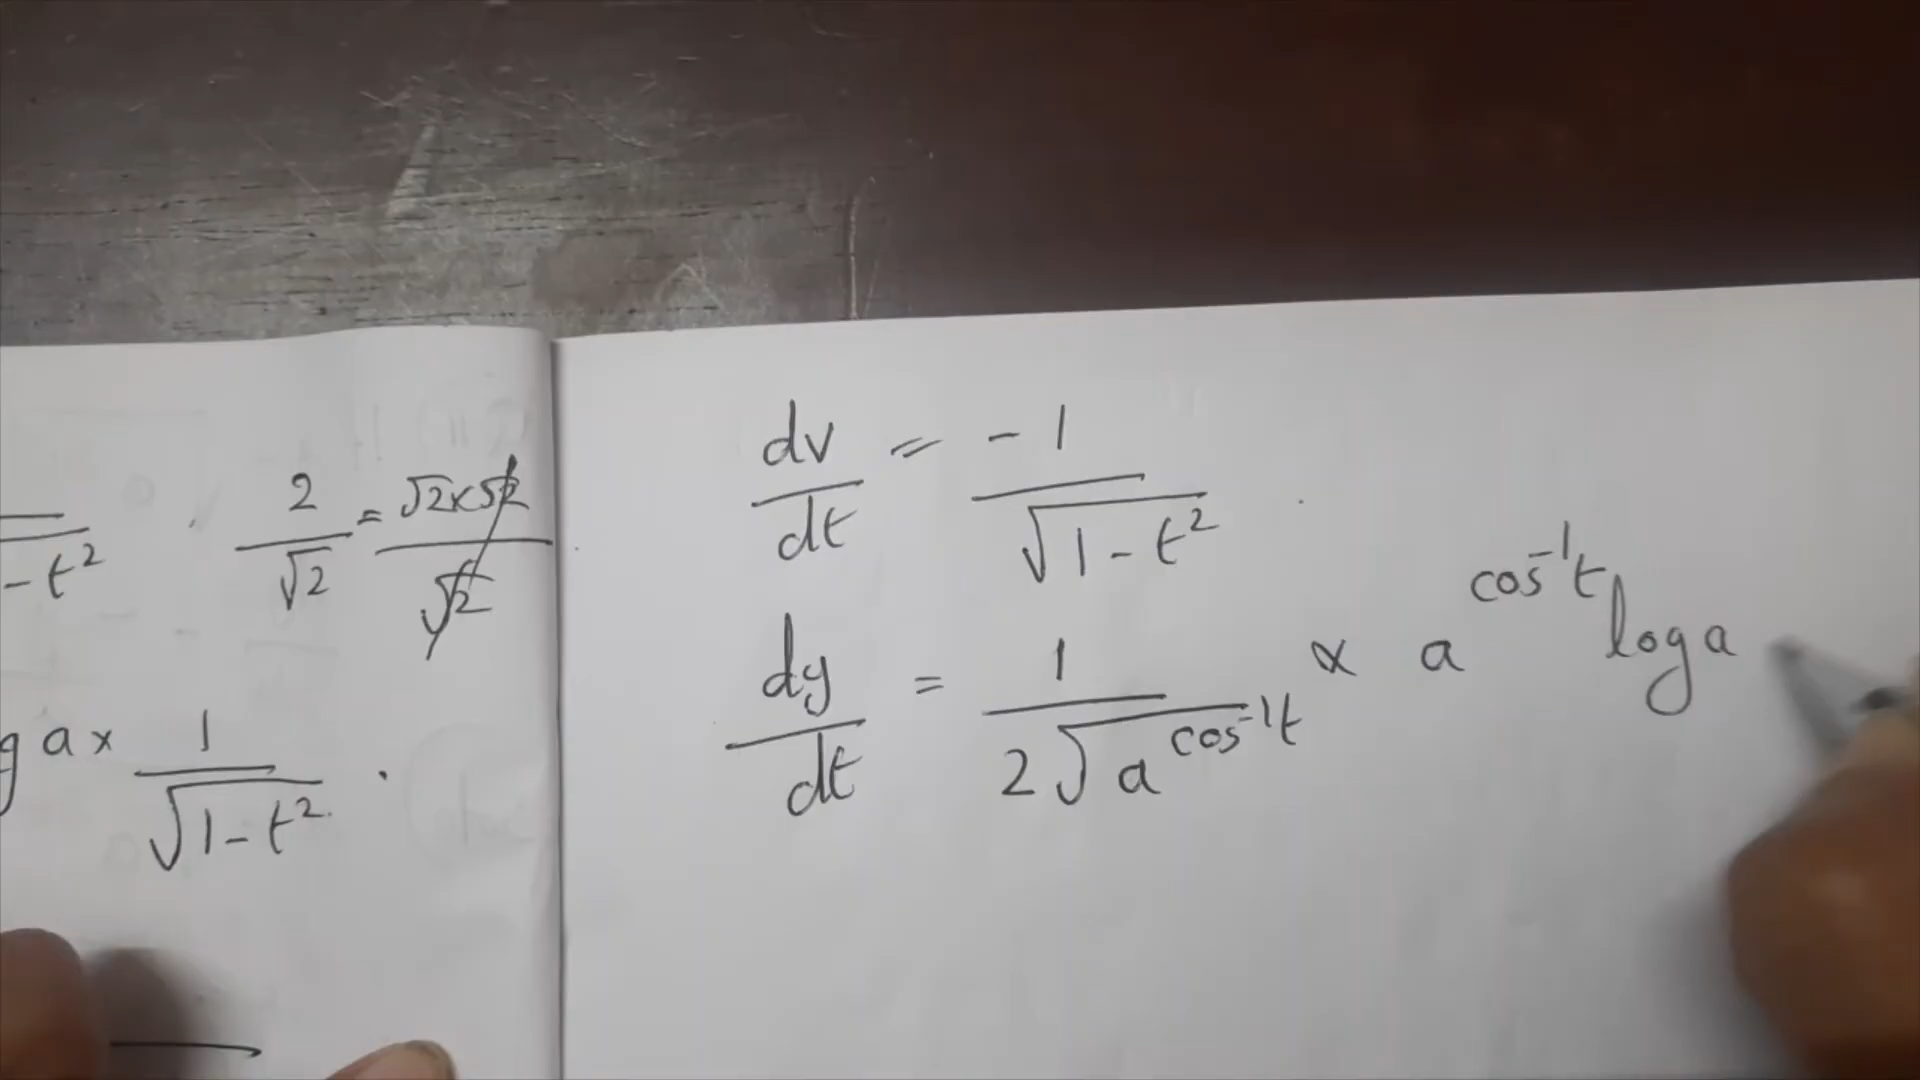 -t² · 2/√2 = √2×√2/√2
g a × 1/√1-t² .
dv/dt = -1/√1-t²
dy/dt = 1/2√a^cos⁻¹t × a^cos⁻¹t log a